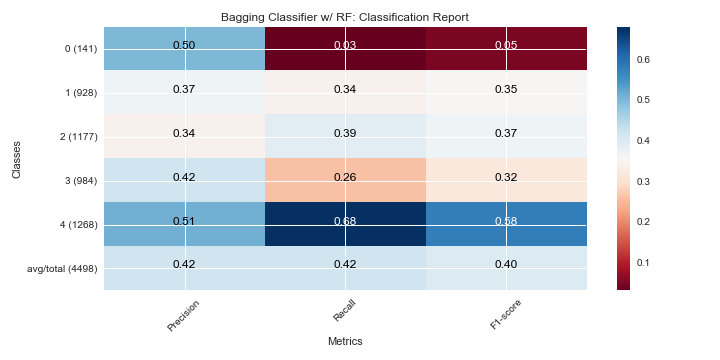 Bagging Classifier w/ RF: Classification Report
0 (141) 0.50 0.03 0.05
1 (928) 0.37 0.34 0.35
2 (1177) 0.34 0.39 0.37
3 (984) 0.42 0.26 0.32
4 (1268) 0.51 0.68 0.58
avg/total (4498) 0.42 0.42 0.40
Classes
Precision Recall F1-score
Metrics
0.6
0.5
0.4
0.3
0.2
0.1